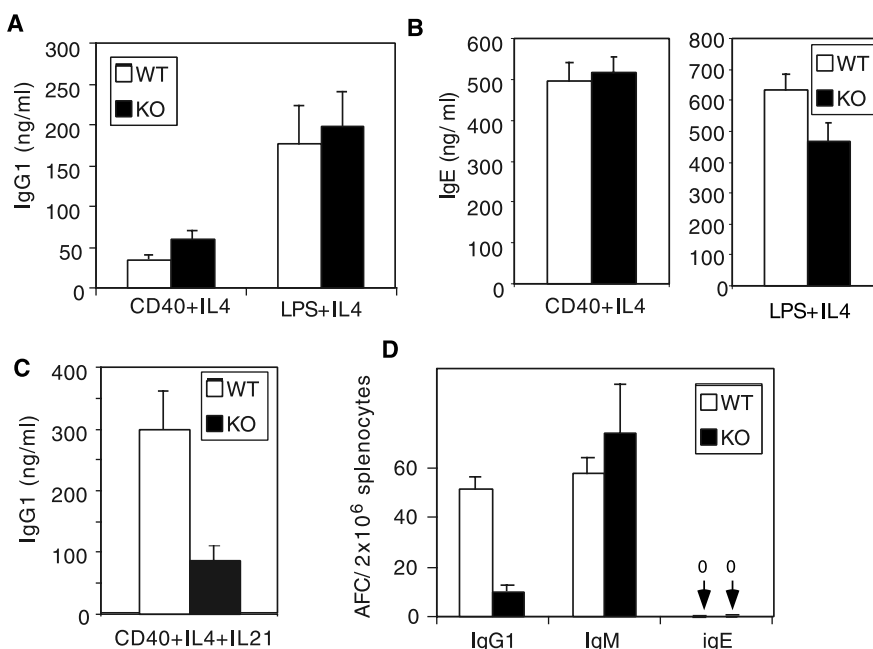 A
IgG1 (ng/ml)
300
250
200
150
100
50
0
WT
KO
CD40+IL4
LPS+IL4
B
IgE (ng/ ml)
600
500
400
300
200
100
0
CD40+IL4
800
700
600
500
400
300
200
100
0
WT
KO
LPS+IL4
C
IgG1 (ng/ml)
400
300
200
100
0
WT
KO
CD40+IL4+IL21
D
AFC/ 2x10⁶ splenocytes
60
40
20
0
WT
KO
0 0
IgG1
IgM
igE